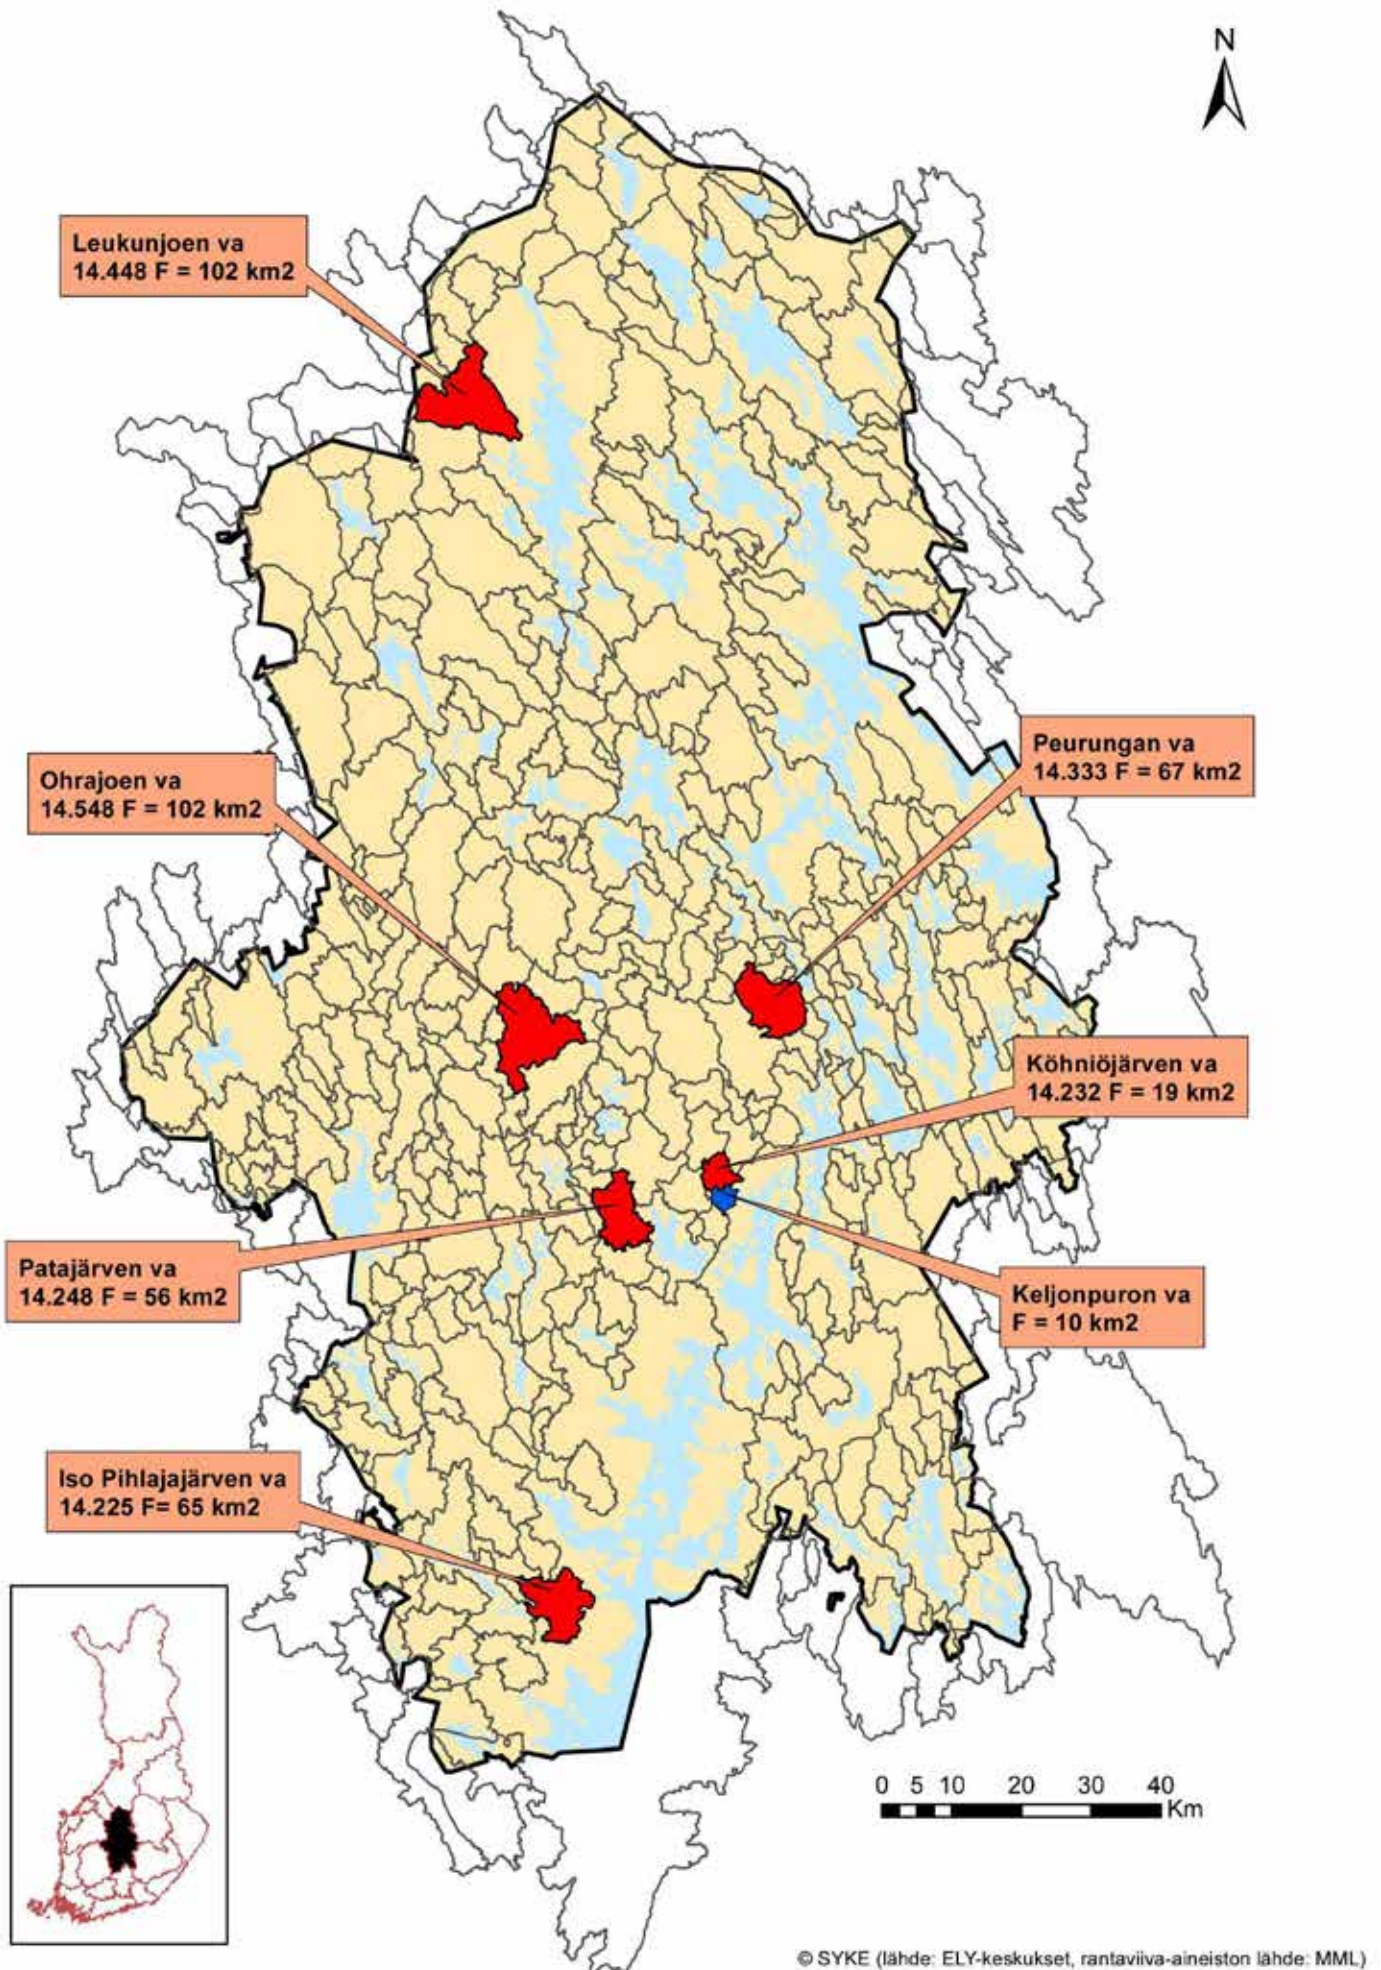 N
Leukunjoen va
14.448 F = 102 km2
Peurungan va
14.333 F = 67 km2
Ohrajoen va
14.548 F = 102 km2
Köhniöjärven va
14.232 F = 19 km2
Patajärven va
14.248 F = 56 km2
Keljonpuron va
F = 10 km2
Iso Pihlajajärven va
14.225 F= 65 km2
0 5 10 20 30 40
Km
© SYKE (lähde: ELY-keskukset, rantaviiva-aineiston lähde: MML)